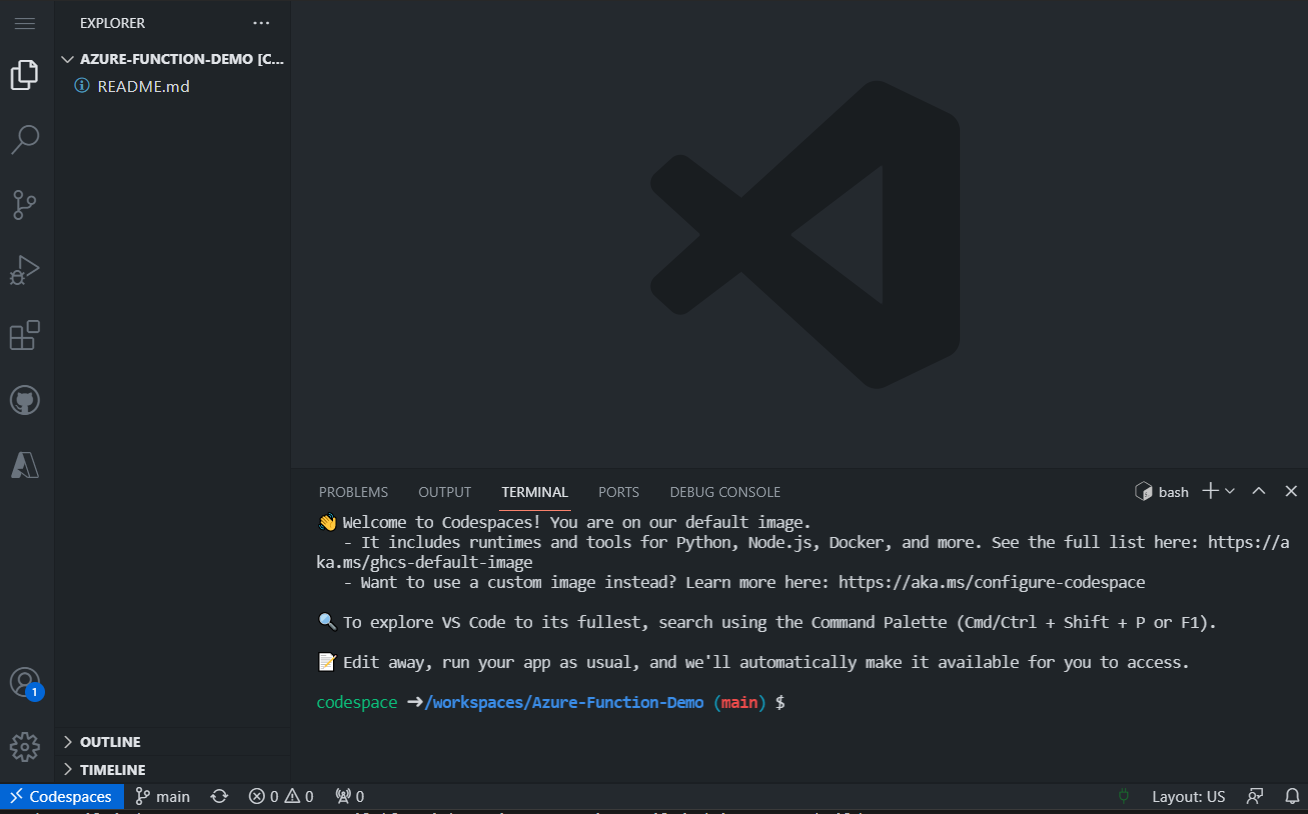 EXPLORER
AZURE-FUNCTION-DEMO [C...
README.md
OUTLINE
TIMELINE
PROBLEMS OUTPUT TERMINAL PORTS DEBUG CONSOLE
bash
👋 Welcome to Codespaces! You are on our default image.
- It includes runtimes and tools for Python, Node.js, Docker, and more. See the full list here: https://a
ka.ms/ghcs-default-image
- Want to use a custom image instead? Learn more here: https://aka.ms/configure-codespace
🔍 To explore VS Code to its fullest, search using the Command Palette (Cmd/Ctrl + Shift + P or F1).
📝 Edit away, run your app as usual, and we'll automatically make it available for you to access.
codespace ➜/workspaces/Azure-Function-Demo (main) $
1
Codespaces main 0 0 0 Layout: US